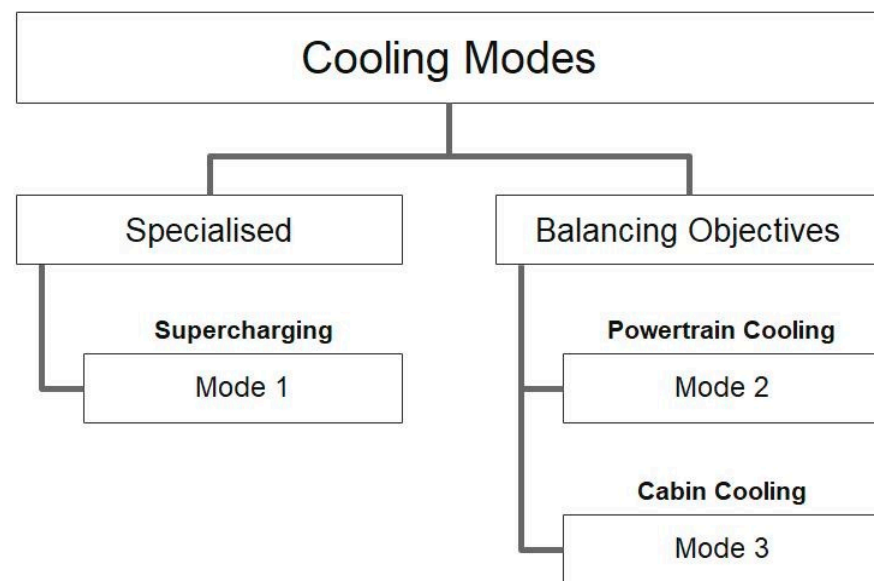 Cooling Modes
Specialised
Balancing Objectives
Supercharging
Mode 1
Powertrain Cooling
Mode 2
Cabin Cooling
Mode 3